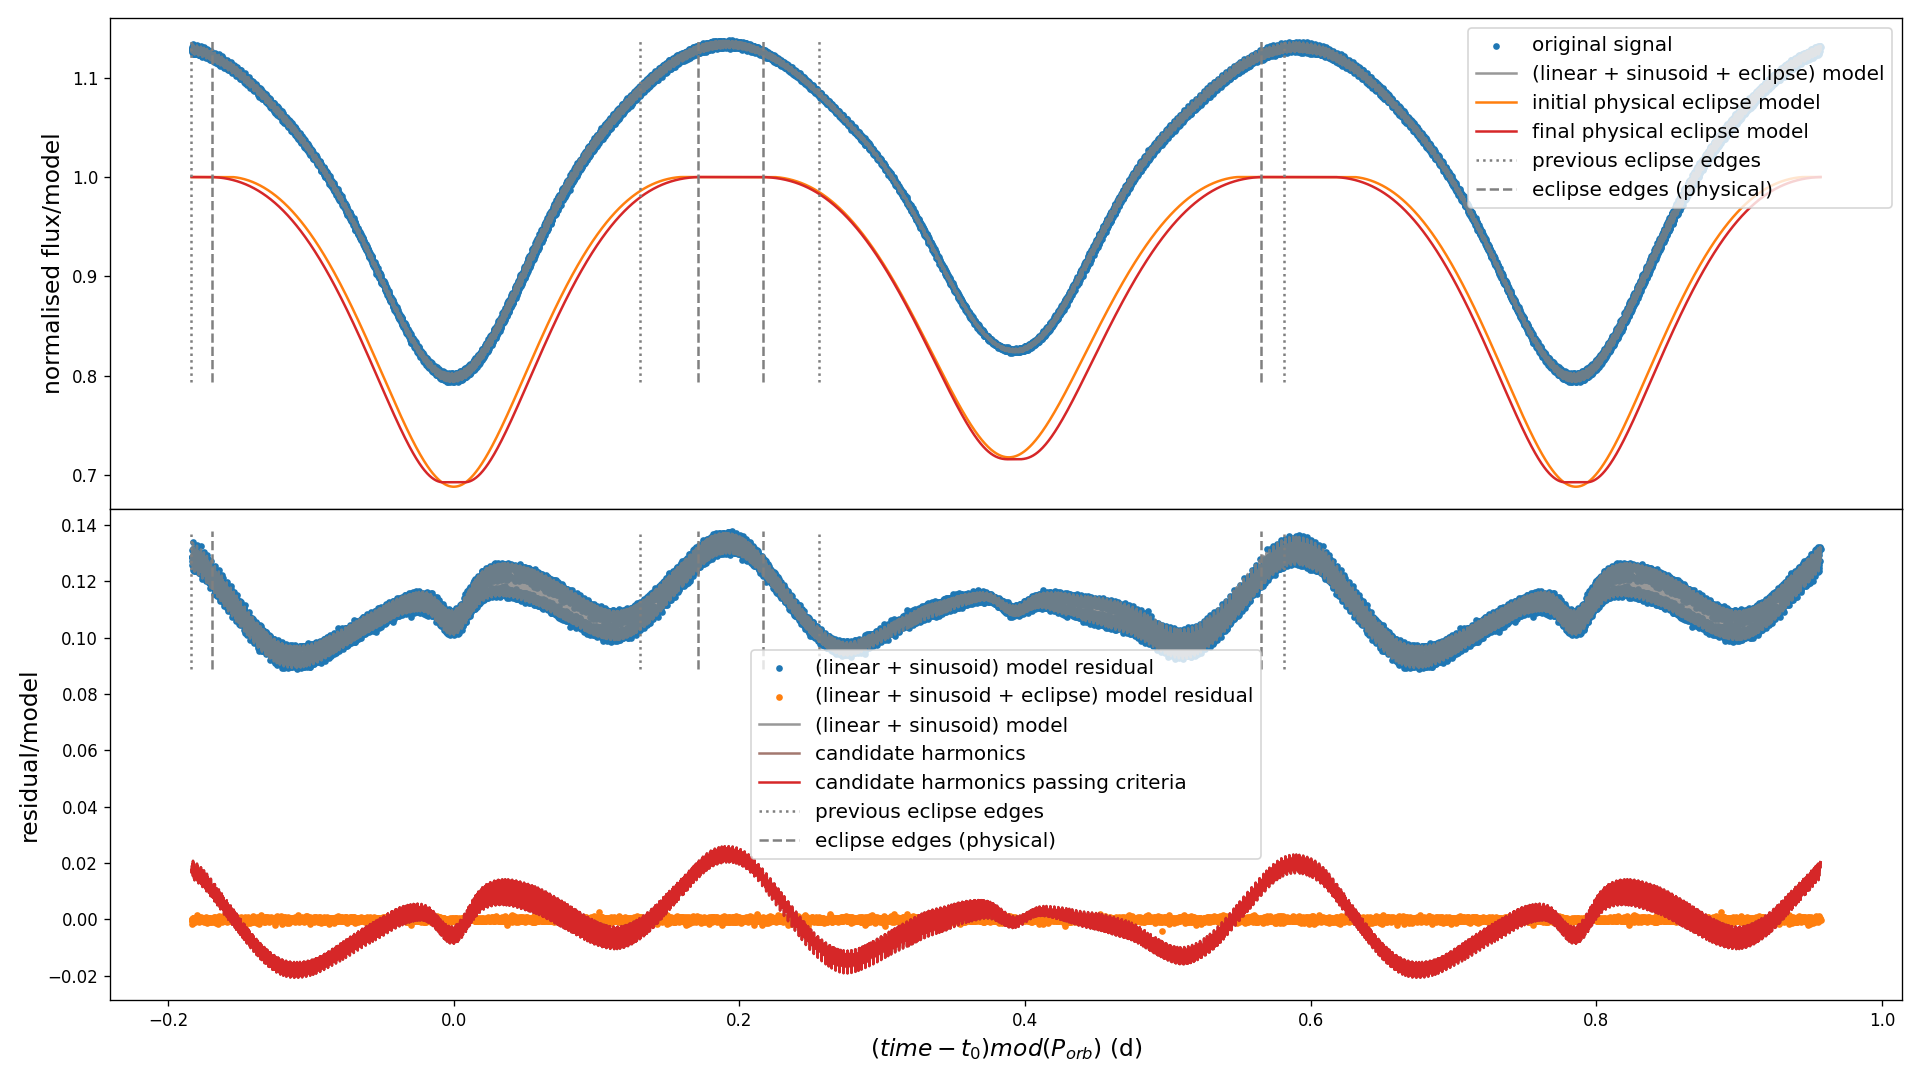 normalised flux/model
1.1
1.0
0.9
0.8
0.7
original signal
(linear + sinusoid + eclipse) model
initial physical eclipse model
final physical eclipse model
previous eclipse edges
eclipse edges (physical)
residual/model
0.14
0.12
0.10
0.08
0.06
0.04
0.02
0.00
−0.02
(linear + sinusoid) model residual
(linear + sinusoid + eclipse) model residual
(linear + sinusoid) model
candidate harmonics
candidate harmonics passing criteria
previous eclipse edges
eclipse edges (physical)
−0.2 0.0 0.2 0.4 0.6 0.8 1.0
(time − t₀)mod(P_orb) (d)